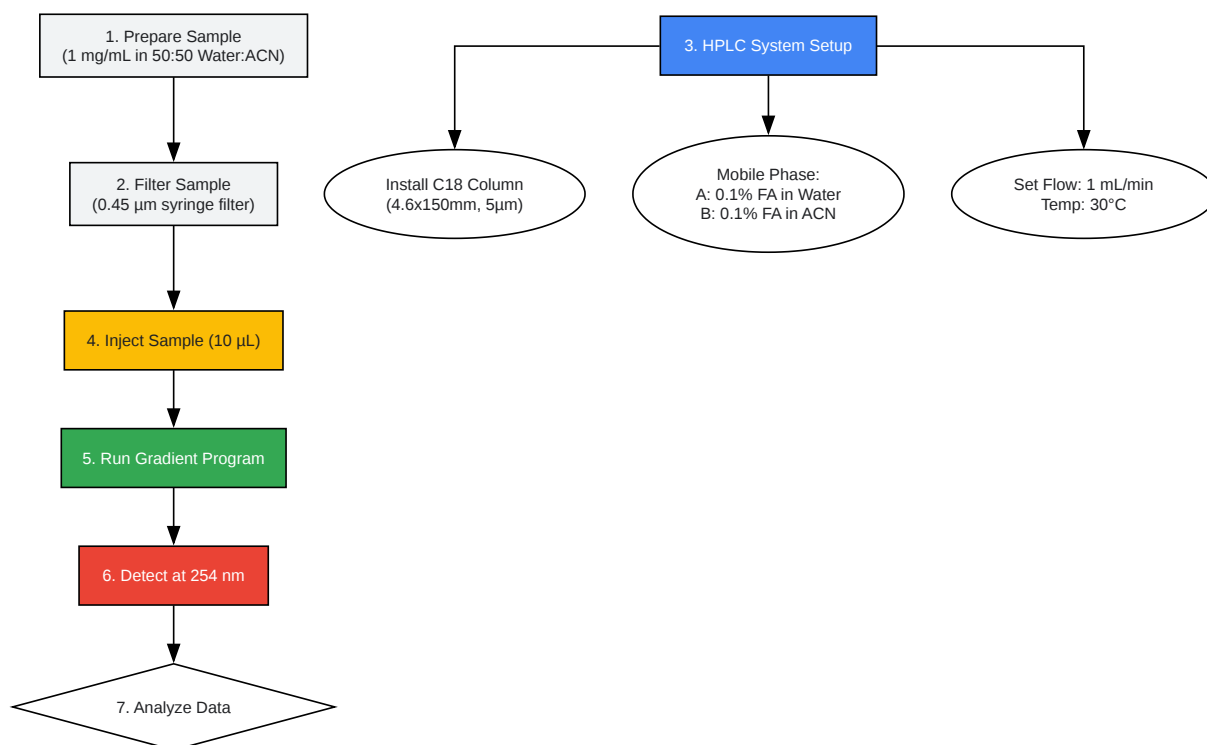 1. Prepare Sample
(1 mg/mL in 50:50 Water:ACN)
2. Filter Sample
(0.45 µm syringe filter)
3. HPLC System Setup
Install C18 Column
(4.6x150mm, 5µm)
Mobile Phase:
A: 0.1% FA in Water
B: 0.1% FA in ACN
Set Flow: 1 mL/min
Temp: 30°C
4. Inject Sample (10 µL)
5. Run Gradient Program
6. Detect at 254 nm
7. Analyze Data